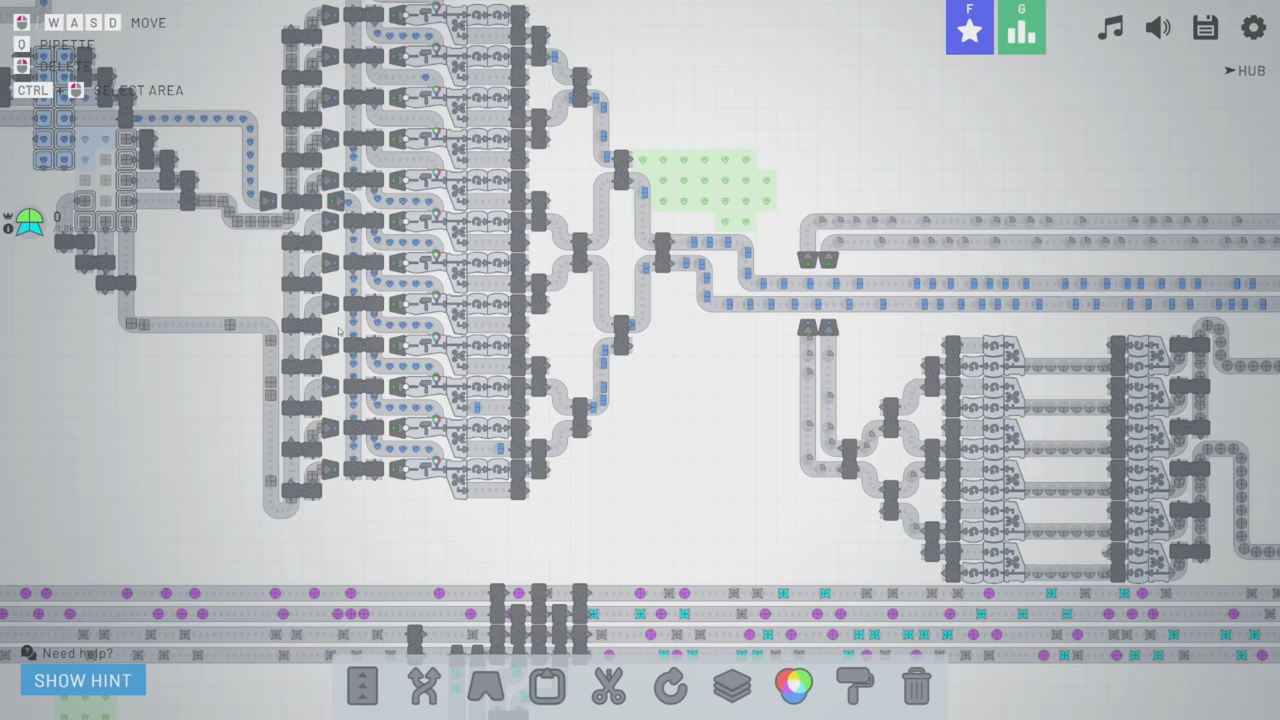 / W A S D MOVE
Q PIPETTE
DELETE
CTRL + SELECT AREA
F
G
HUB
0
Need help?
SHOW HINT